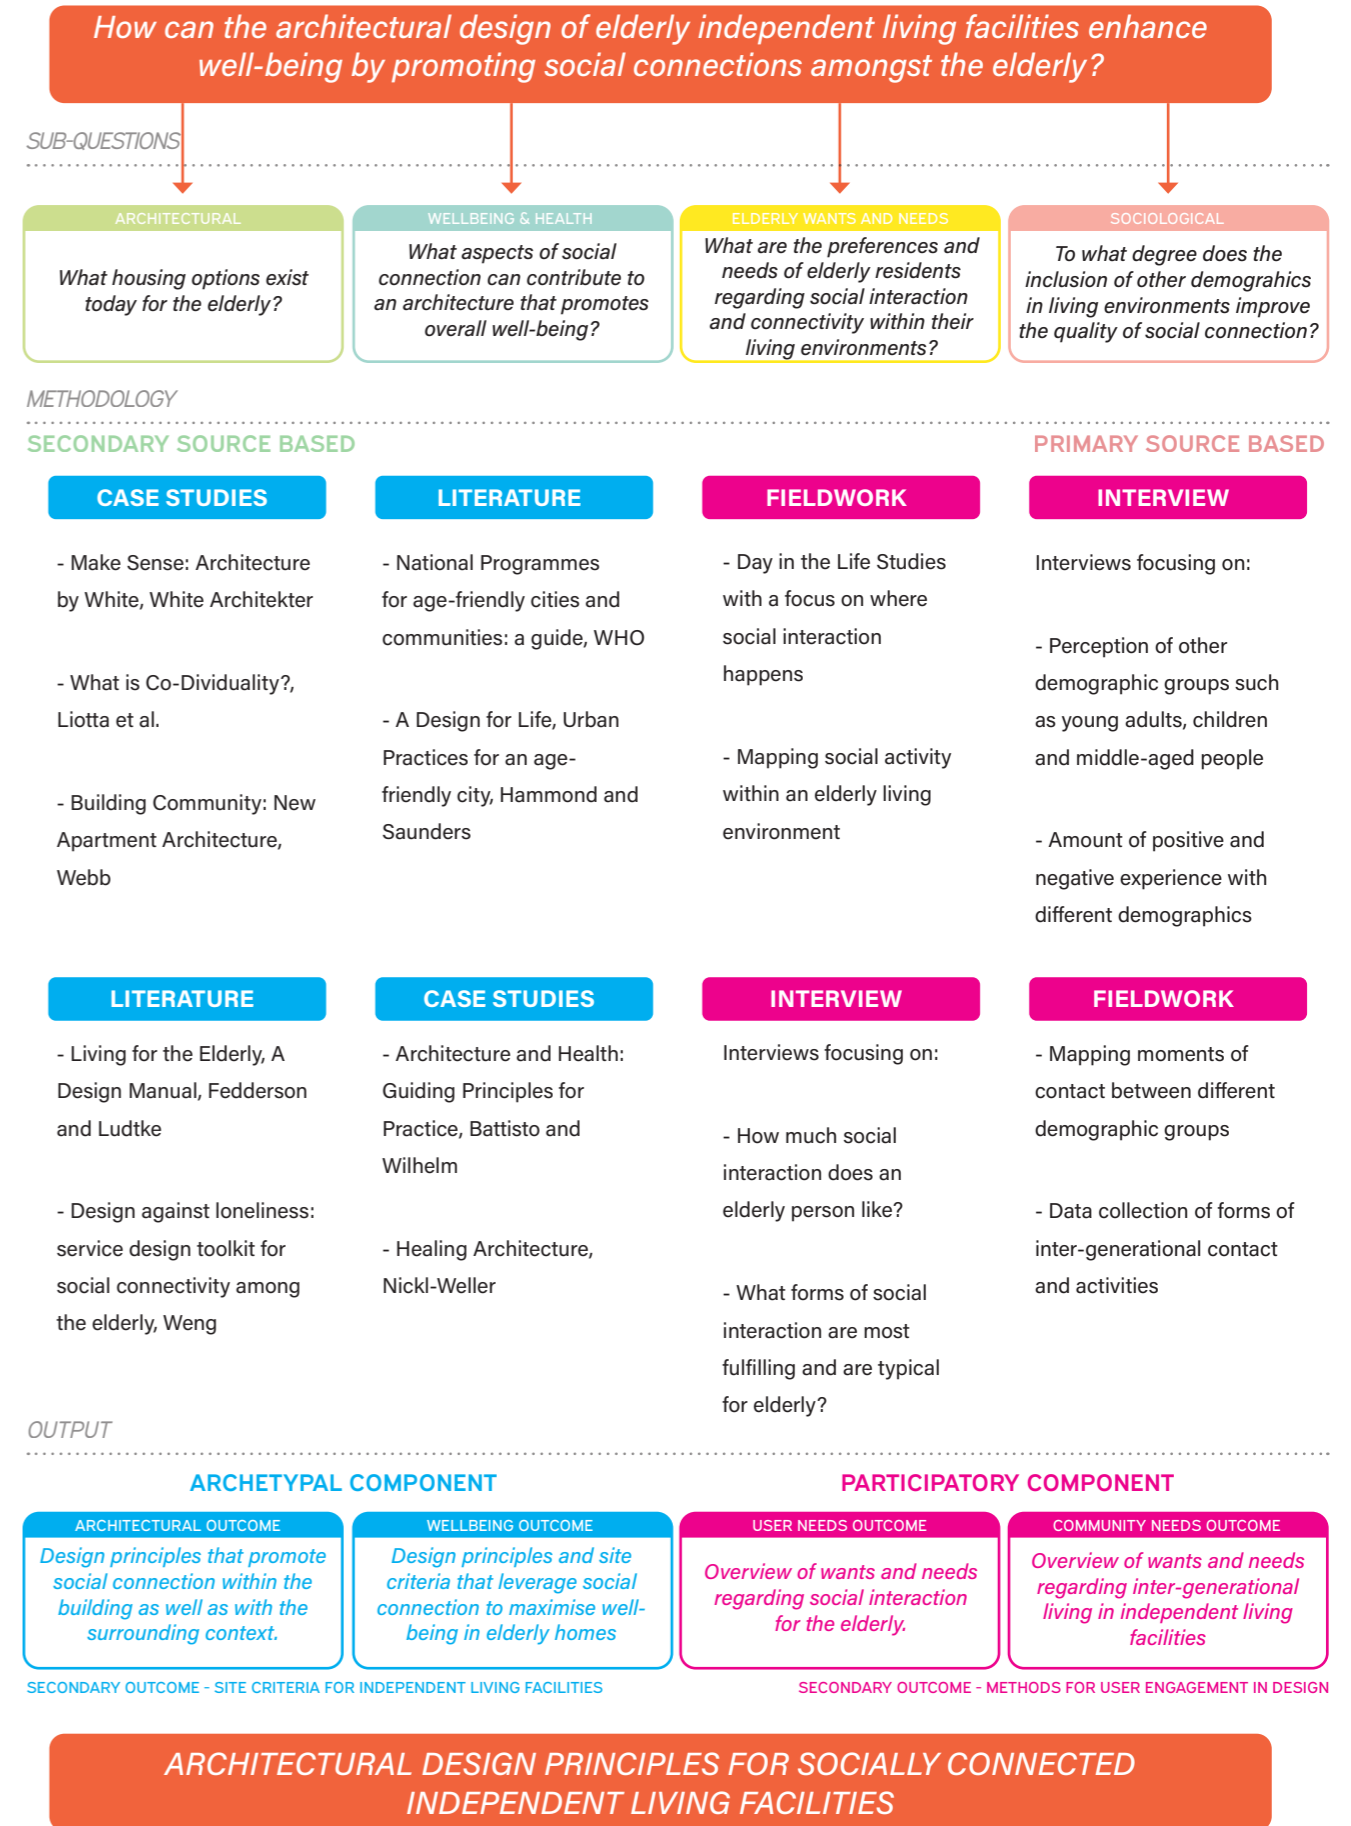 How can the architectural design of elderly independent living facilities enhance
well-being by promoting social connections amongst the elderly?
SUB-QUESTIONS
ARCHITECTURAL
What housing options exist
today for the elderly?
WELLBEING & HEALTH
What aspects of social
connection can contribute to
an architecture that promotes
overall well-being?
ELDERLY WANTS AND NEEDS
What are the preferences and
needs of elderly residents
regarding social interaction
and connectivity within their
living environments?
SOCIOLOGICAL
To what degree does the
inclusion of other demograhics
in living environments improve
the quality of social connection?
METHODOLOGY
SECONDARY SOURCE BASED
PRIMARY SOURCE BASED
CASE STUDIES
- Make Sense: Architecture
by White, White Architekter
- What is Co-Dividuality?,
Liotta et al.
- Building Community: New
Apartment Architecture,
Webb
LITERATURE
- National Programmes
for age-friendly cities and
communities: a guide, WHO
- A Design for Life, Urban
Practices for an age-
friendly city, Hammond and
Saunders
FIELDWORK
- Day in the Life Studies
with a focus on where
social interaction
happens
- Mapping social activity
within an elderly living
environment
INTERVIEW
Interviews focusing on:
- Perception of other
demographic groups such
as young adults, children
and middle-aged people
- Amount of positive and
negative experience with
different demographics
LITERATURE
- Living for the Elderly, A
Design Manual, Fedderson
and Ludtke
- Design against loneliness:
service design toolkit for
social connectivity among
the elderly, Weng
CASE STUDIES
- Architecture and Health:
Guiding Principles for
Practice, Battisto and
Wilhelm
- Healing Architecture,
Nickl-Weller
INTERVIEW
Interviews focusing on:
- How much social
interaction does an
elderly person like?
- What forms of social
interaction are most
fulfilling and are typical
for elderly?
FIELDWORK
- Mapping moments of
contact between different
demographic groups
- Data collection of forms of
inter-generational contact
and activities
OUTPUT
ARCHETYPAL COMPONENT
PARTICIPATORY COMPONENT
ARCHITECTURAL OUTCOME
Design principles that promote
social connection within the
building as well as with the
surrounding context.
WELLBEING OUTCOME
Design principles and site
criteria that leverage social
connection to maximise well-
being in elderly homes
USER NEEDS OUTCOME
Overview of wants and needs
regarding social interaction
for the elderly.
COMMUNITY NEEDS OUTCOME
Overview of wants and needs
regarding inter-generational
living in independent living
facilities
SECONDARY OUTCOME - SITE CRITERIA FOR INDEPENDENT LIVING FACILITIES
SECONDARY OUTCOME - METHODS FOR USER ENGAGEMENT IN DESIGN
ARCHITECTURAL DESIGN PRINCIPLES FOR SOCIALLY CONNECTED
INDEPENDENT LIVING FACILITIES